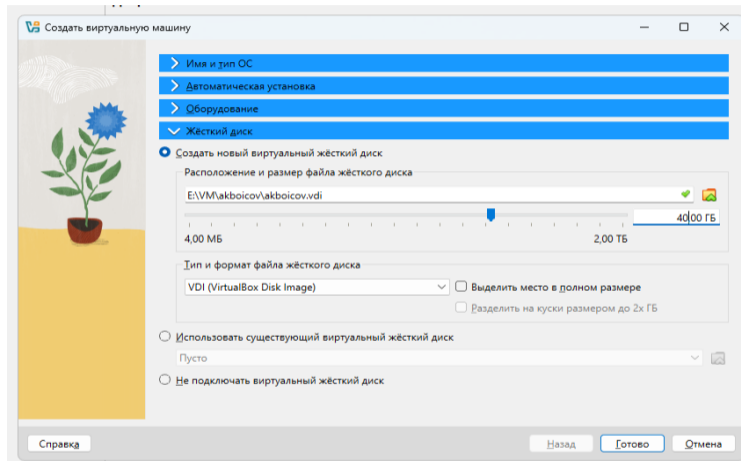 Создать виртуальную машину
Имя и тип ОС
Автоматическая установка
Оборудование
Жёсткий диск
Создать новый виртуальный жёсткий диск
Расположение и размер файла жёсткого диска
E:\VM\akboicov\akboicov.vdi
40,00 ГБ
4,00 МБ 2,00 ТБ
Тип и формат файла жёсткого диска
VDI (VirtualBox Disk Image) Выделить место в полном размере
Разделить на куски размером до 2х ГБ
Использовать существующий виртуальный жёсткий диск
Пусто
Не подключать виртуальный жёсткий диск
Справка Назад Готово Отмена